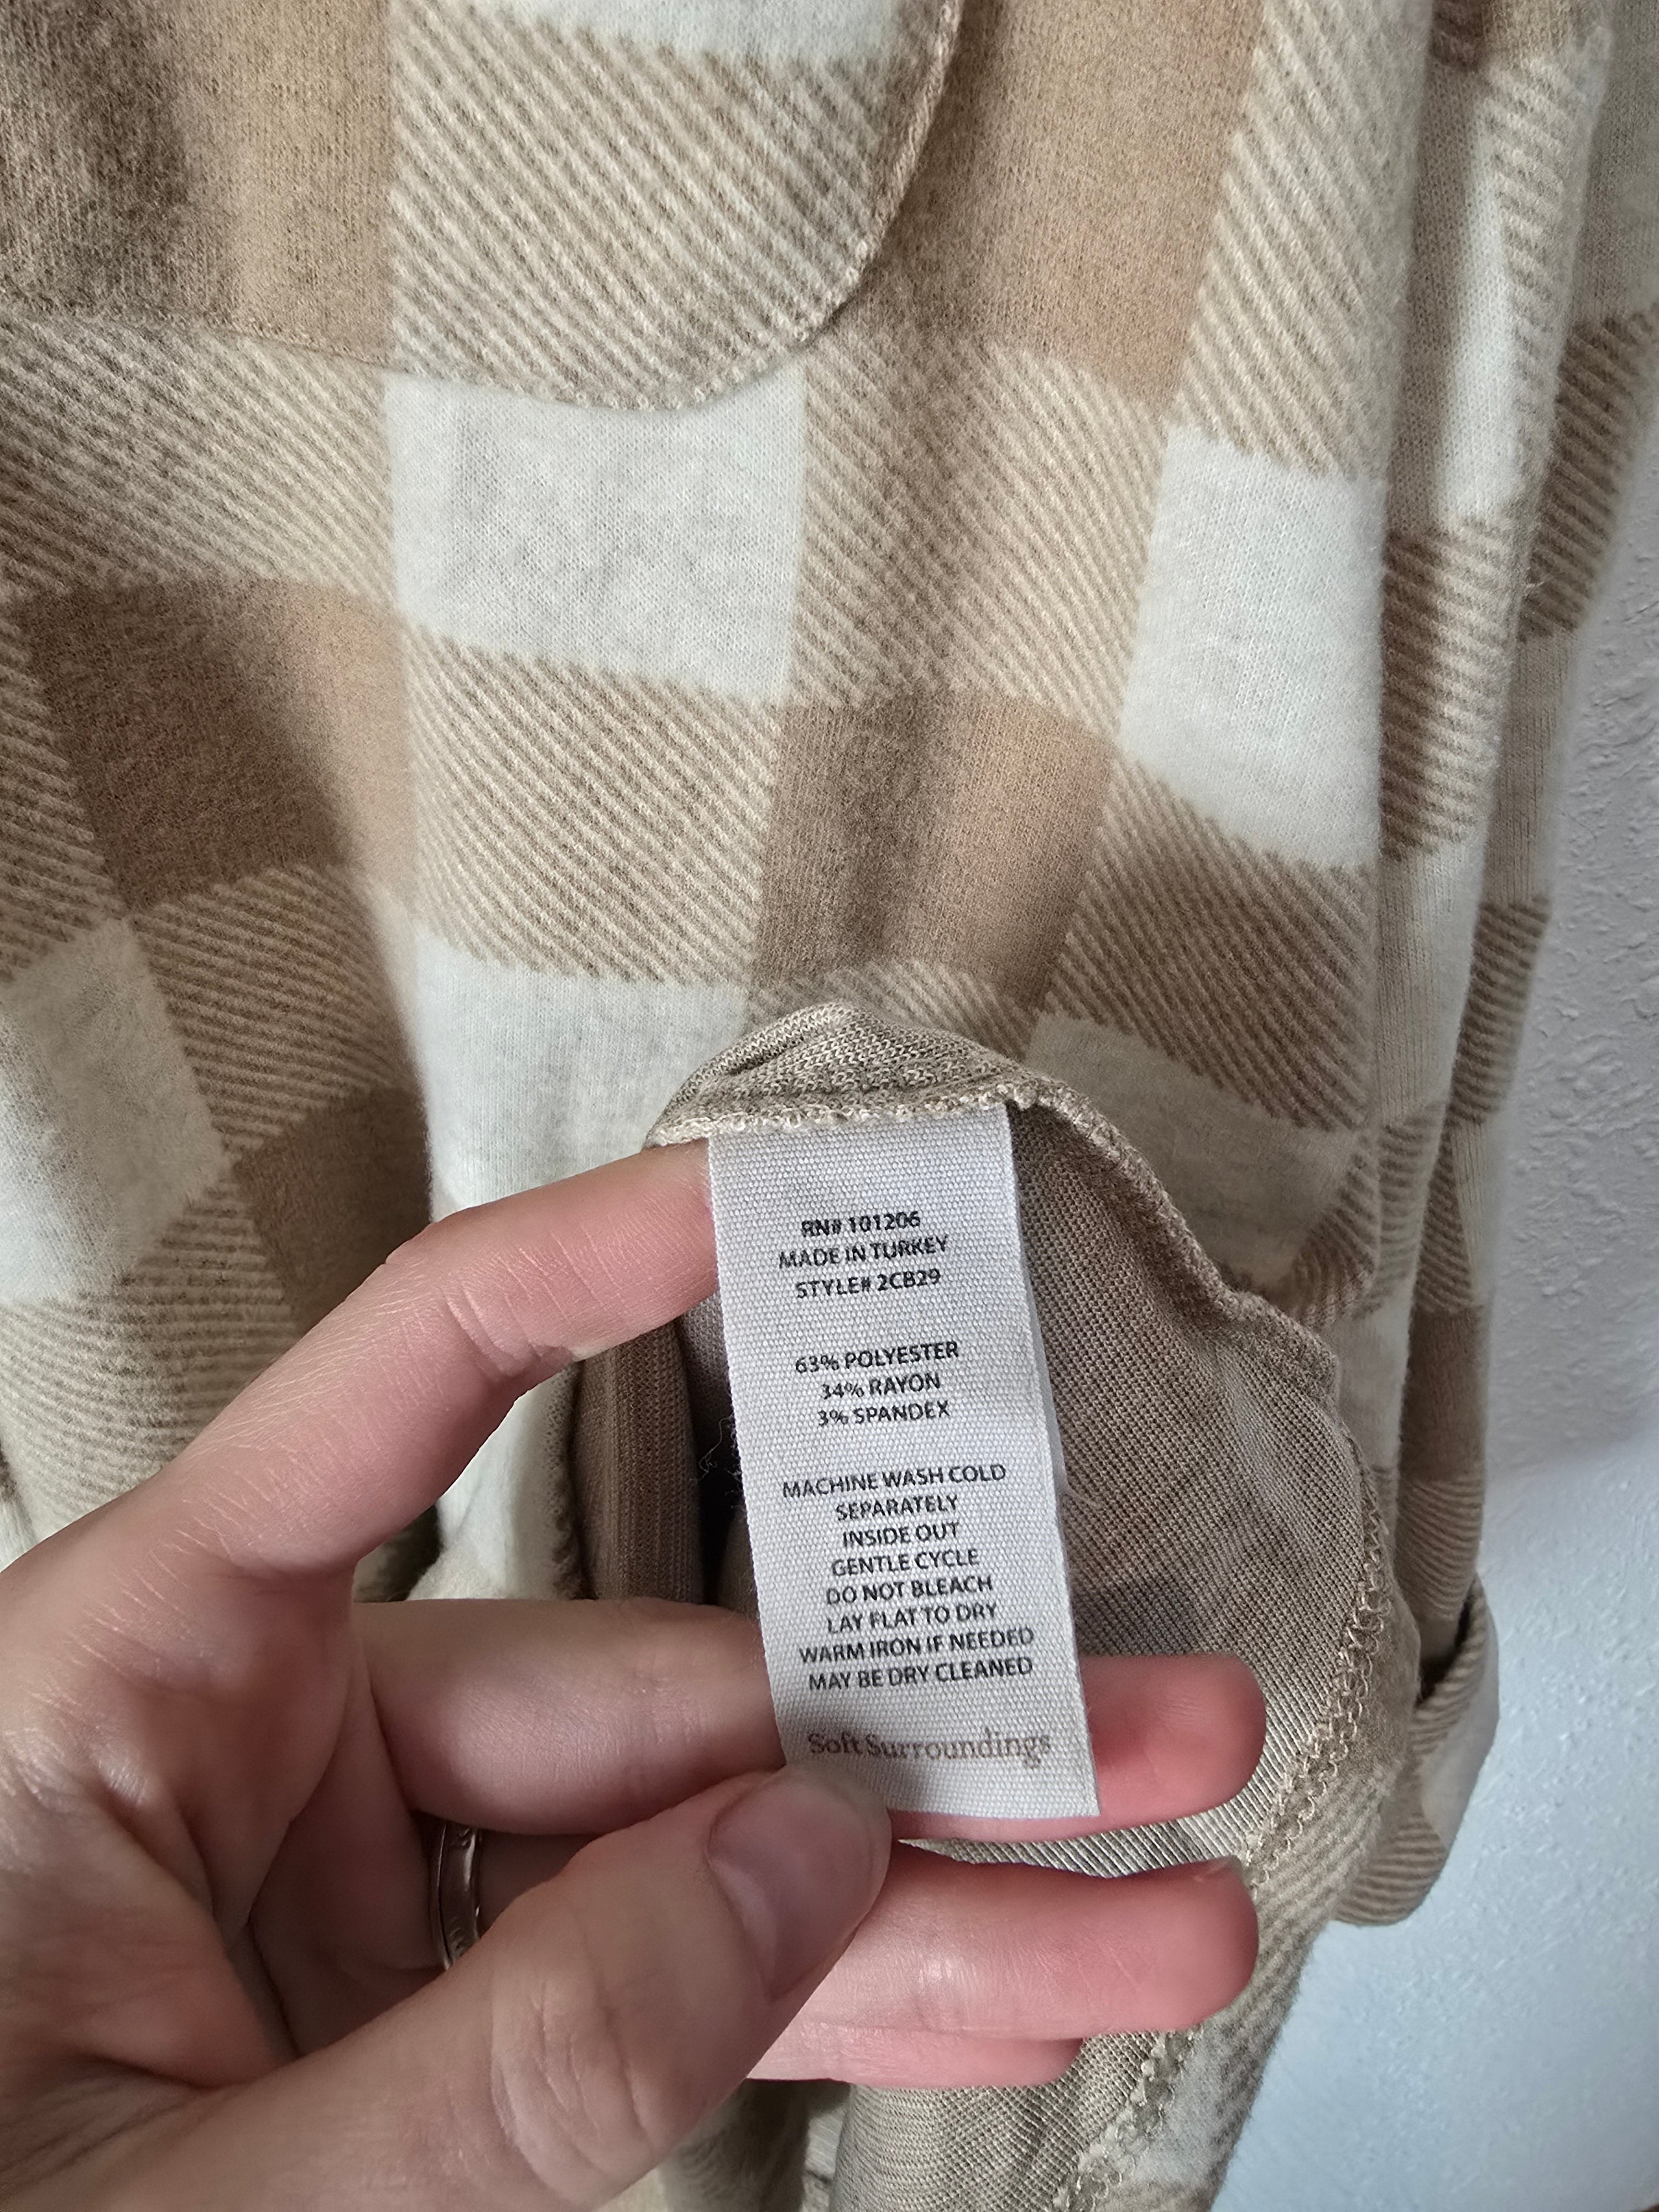 RN# 101206
MADE IN TURKEY
STYLE# 2CB29
63% POLYESTER
34% RAYON
3% SPANDEX
MACHINE WASH COLD
SEPARATELY
INSIDE OUT
GENTLE CYCLE
DO NOT BLEACH
LAY FLAT TO DRY
WARM IRON IF NEEDED
MAY BE DRY CLEANED
Soft Surroundings